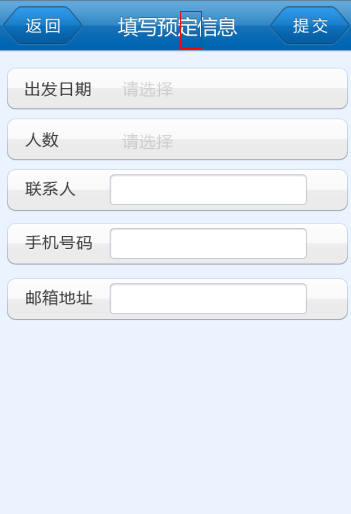 返回 填写预定信息 提交
出发日期 请选择
人数 请选择
联系人
手机号码
邮箱地址